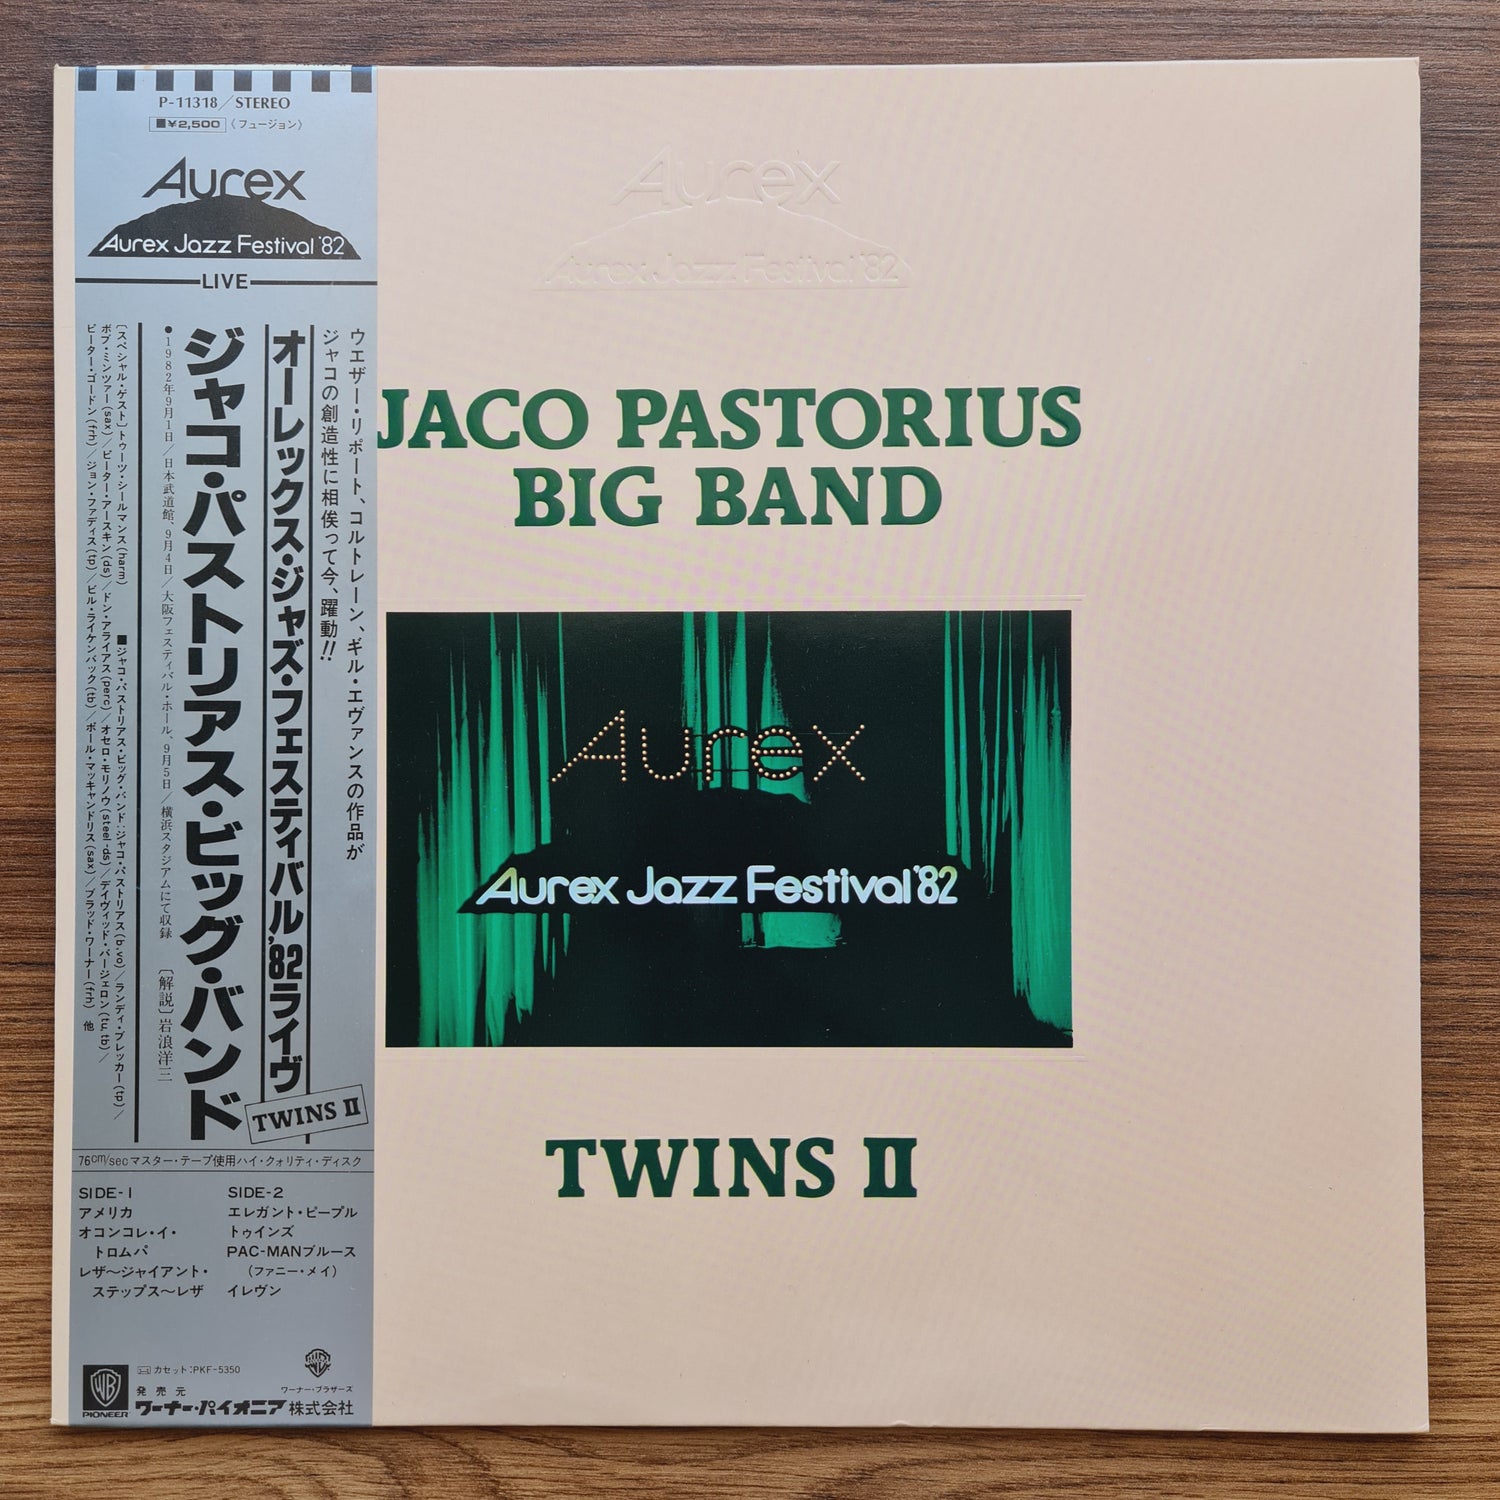 P-11318／STEREO
■¥2,500〈フュージョン〉
Aurex
Aurex Jazz Festival '82
LIVE
ウエザー・リポート、コルトレーン、ギル・エヴァンスの作品が
ジャコの創造性に相俟って今、躍動!!
オーレックス・ジャズ・フェスティバル'82ライヴ
ジャコ・パストリアス・ビッグ・バンド
TWINS II
●1982年9月1日／日本武道館、9月4日／大阪フェスティバル・ホール、9月5日／横浜スタジアムにて収録　〔解説〕岩浪洋三
■ジャコ・パストリアス・ビッグ・バンド：ジャコ・パストリアス(b, vo)／ランディ・ブレッカー(tp)／
〔スペシャル・ゲスト〕トゥーツ・シールマンス(harm)
ボブ・ミンツァー(sax)／ピーター・アースキン(ds)／ドン・アライアス(perc)／オセロ・モリノウ(steel-ds)／デイヴィッド・バージェロン(tu, tb)／
ピーター・ゴードン(frh)／ジョン・ファディス(tp)／ビル・ライケンバック(tb)／ポール・マッキャンドリス(sax)／ブラッド・ワーナー(frh)　他
76cm/secマスター・テープ使用ハイ・クォリティ・ディスク
SIDE-1
アメリカ
オコンコレ・イ・
トロムパ
レザ〜ジャイアント・
ステップス〜レザ
SIDE-2
エレガント・ピープル
トゥインズ
PAC-MANブルース
(ファニー・メイ)
イレヴン
WB
PIONEER
カセット:PKF-5350
発売元
ワーナー・パイオニア株式会社
ワーナー・ブラザーズ
Aurex
Aurex Jazz Festival '82
JACO PASTORIUS
BIG BAND
Aurex
Aurex Jazz Festival '82
TWINS II